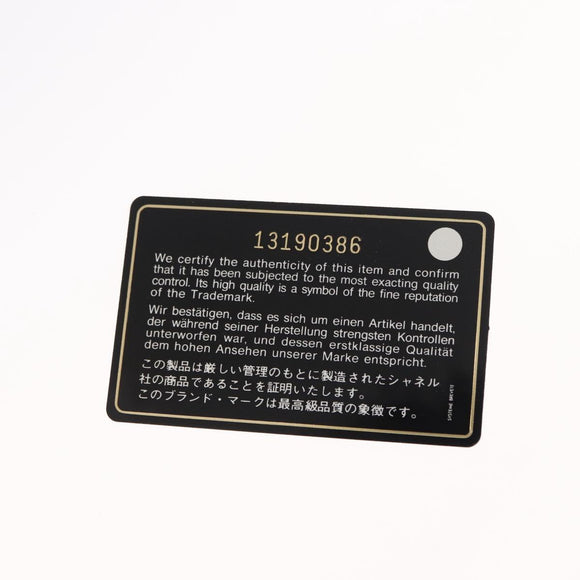 13190386
We certify the authenticity of this item and confirm
that it has been subjected to the most exacting quality
control. Its high quality is a symbol of the fine reputation
of the Trademark.
Wir bestätigen, dass es sich um einen Artikel handelt,
der während seiner Herstellung strengsten Kontrollen
unterworfen war, und dessen erstklassige Qualität
dem hohen Ansehen unserer Marke entspricht.
この製品は厳しい管理のもとに製造されたシャネル
社の商品であることを証明いたします。
このブランド・マークは最高級品質の象徴です。
SYSTEME BREVETE